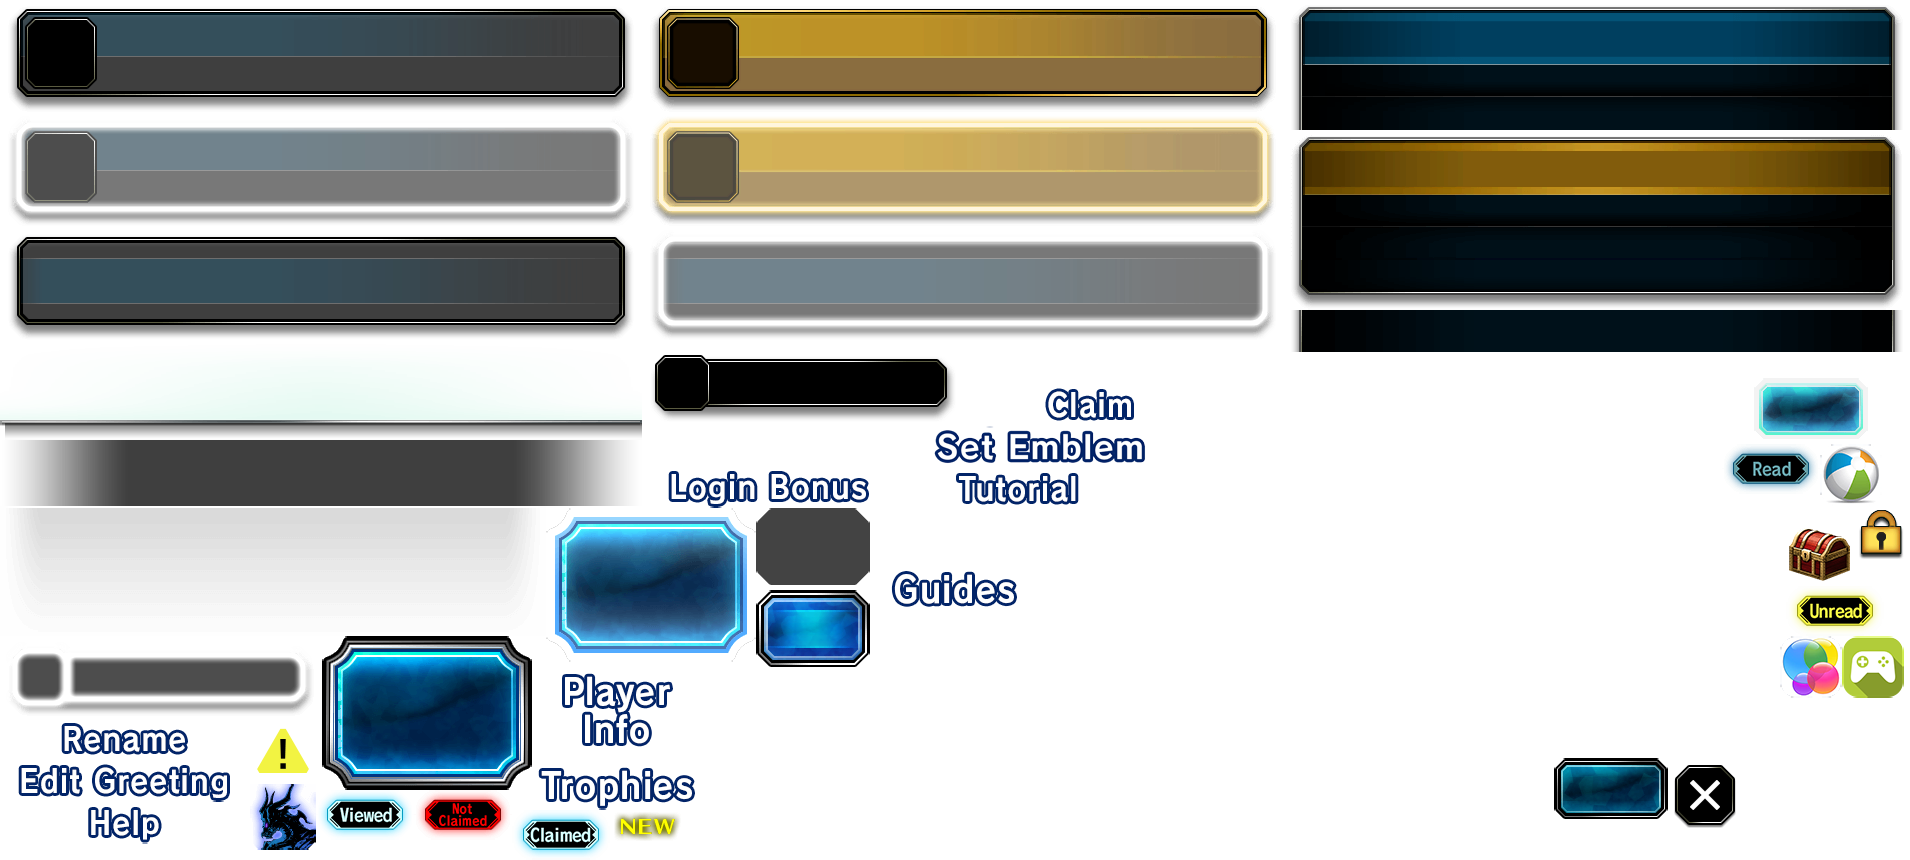 Claim
Set Emblem
Tutorial
Login Bonus
Read
Guides
Unread
Player
Info
Rename
Edit Greeting
Help
Trophies
Viewed
Not
Claimed
Claimed
NEW